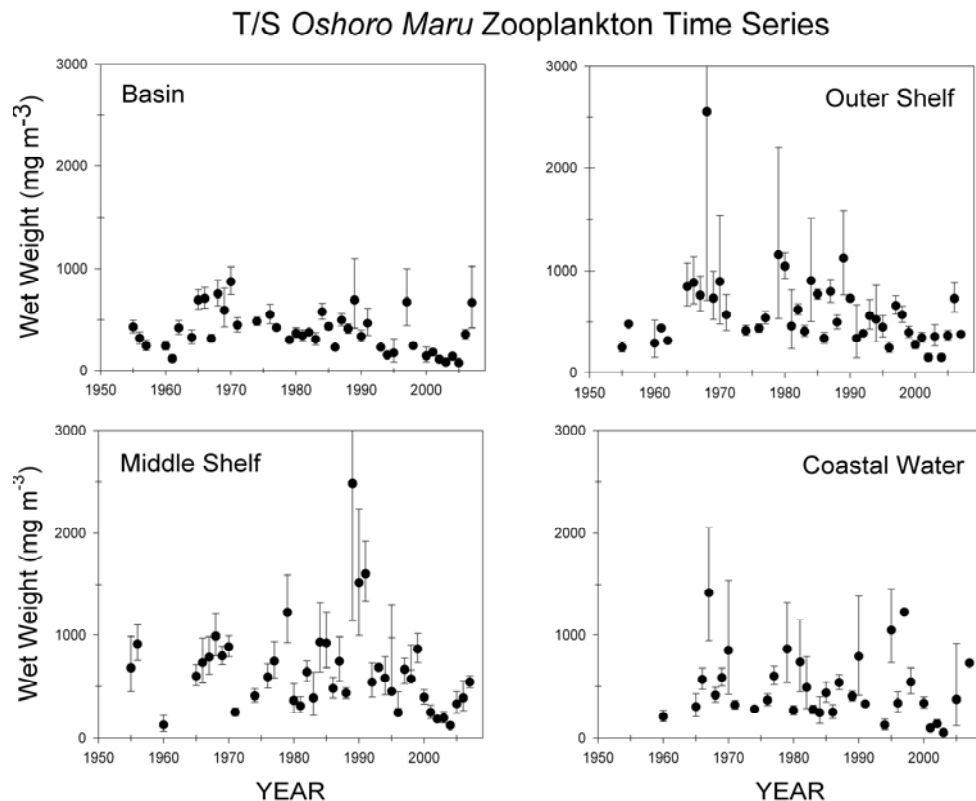 T/S Oshoro Maru Zooplankton Time Series
Wet Weight (mg m-3)
3000
2000
1000
0
Basin
1950 1960 1970 1980 1990 2000
3000
2000
1000
0
Outer Shelf
1950 1960 1970 1980 1990 2000
Wet Weight (mg m-3)
3000
2000
1000
0
Middle Shelf
1950 1960 1970 1980 1990 2000
YEAR
3000
2000
1000
0
Coastal Water
1950 1960 1970 1980 1990 2000
YEAR